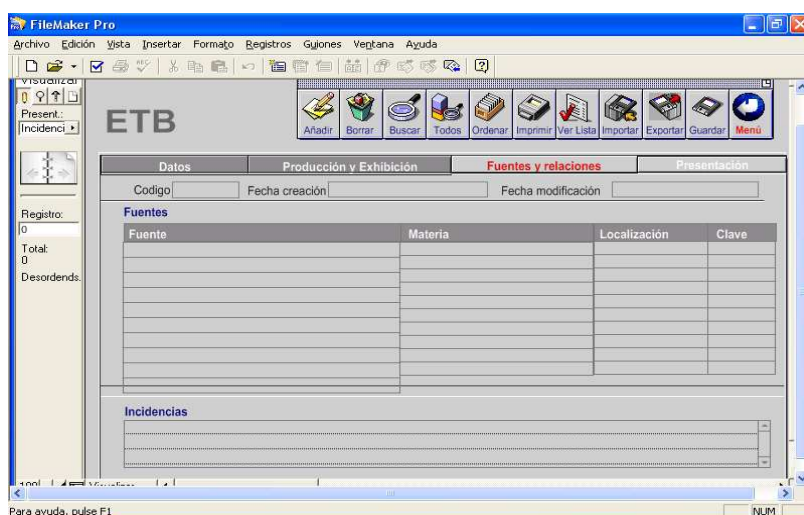 FileMaker Pro
Archivo Edición Vista Insertar Formato Registros Guiones Ventana Ayuda
Visualizar
Present.:
Incidenci
ETB
Añadir Borrar Buscar Todos Ordenar Imprimir Ver Lista Importar Exportar Guardar Menú
Datos Producción y Exhibición Fuentes y relaciones Presentación
Codigo Fecha creación Fecha modificación
Registro:
0
Total:
0
Desordends.
Fuentes
Fuente Materia Localización Clave
Incidencias
100 Visualizar
Para ayuda, pulse F1 NUM